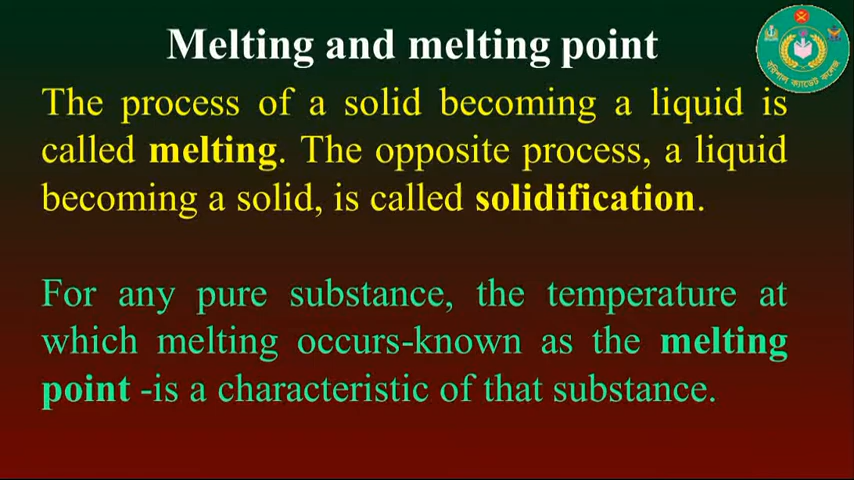 Melting and melting point
The process of a solid becoming a liquid is
called melting. The opposite process, a liquid
becoming a solid, is called solidification.
For any pure substance, the temperature at
which melting occurs-known as the melting
point -is a characteristic of that substance.
বরিশাল ক্যাডেট কলেজ